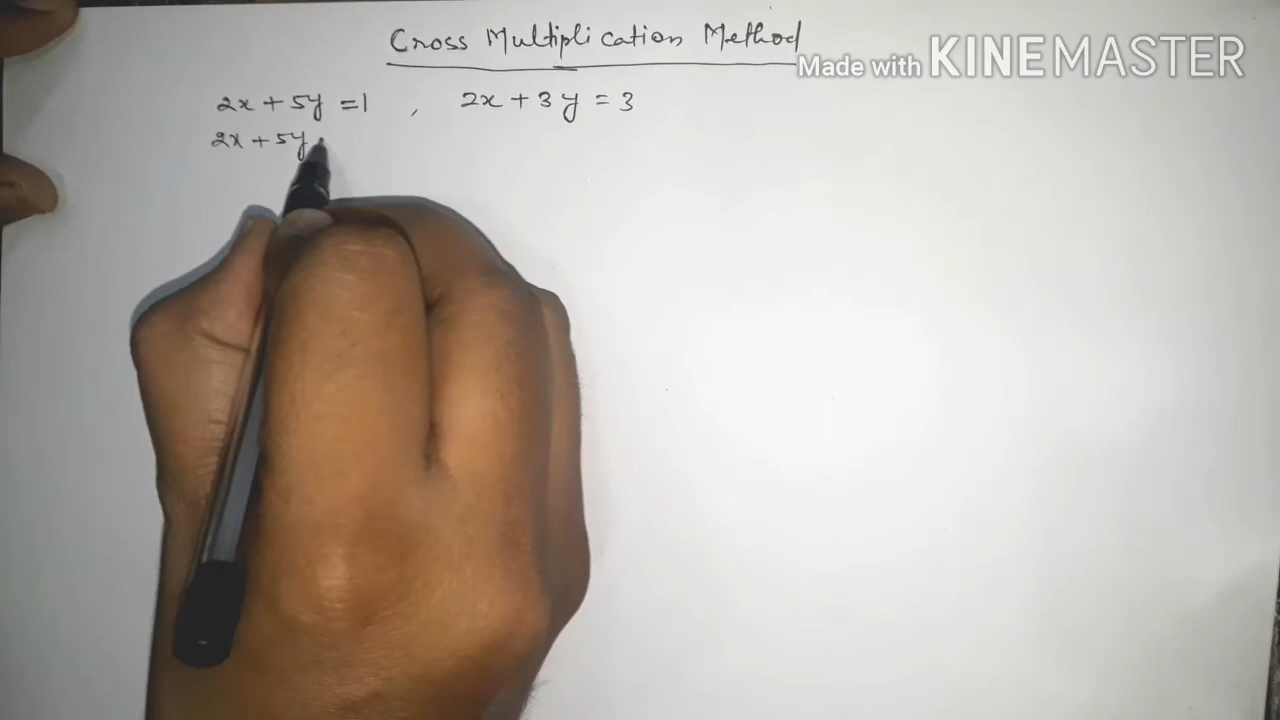 Cross Multiplication Method
Made with KINEMASTER
2x + 5y = 1 , 2x + 3y = 3
2x + 5y